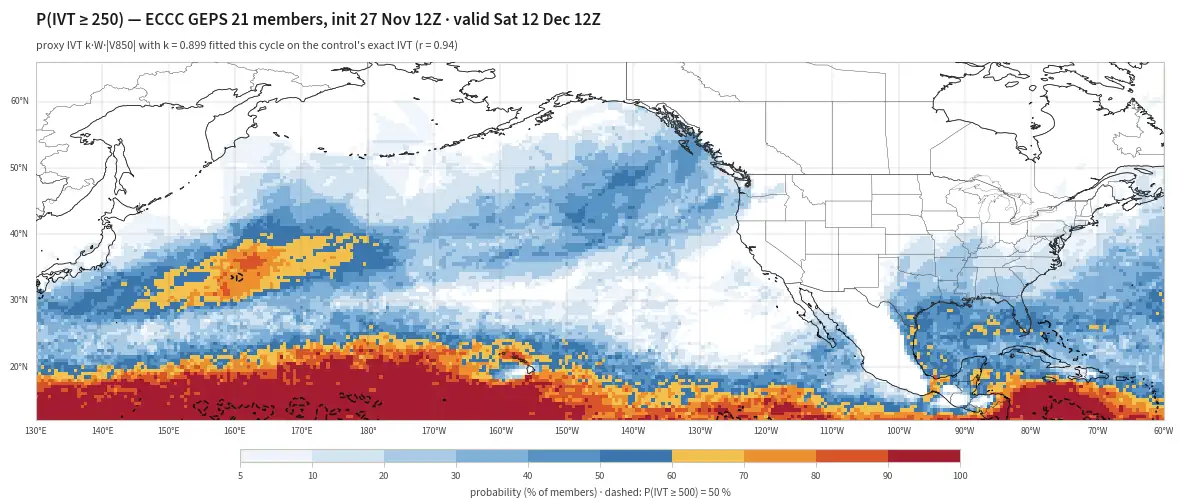 P(IVT ≥ 250) — ECCC GEPS 21 members, init 27 Nov 12Z · valid Sat 12 Dec 12Z
proxy IVT k·W·|V850| with k = 0.899 fitted this cycle on the control's exact IVT (r = 0.94)
60°N
50°N
40°N
30°N
20°N
130°E 140°E 150°E 160°E 170°E 180° 170°W 160°W 150°W 140°W 130°W 120°W 110°W 100°W 90°W 80°W 70°W 60°W
5 10 20 30 40 50 60 70 80 90 100
probability (% of members) · dashed: P(IVT ≥ 500) = 50 %